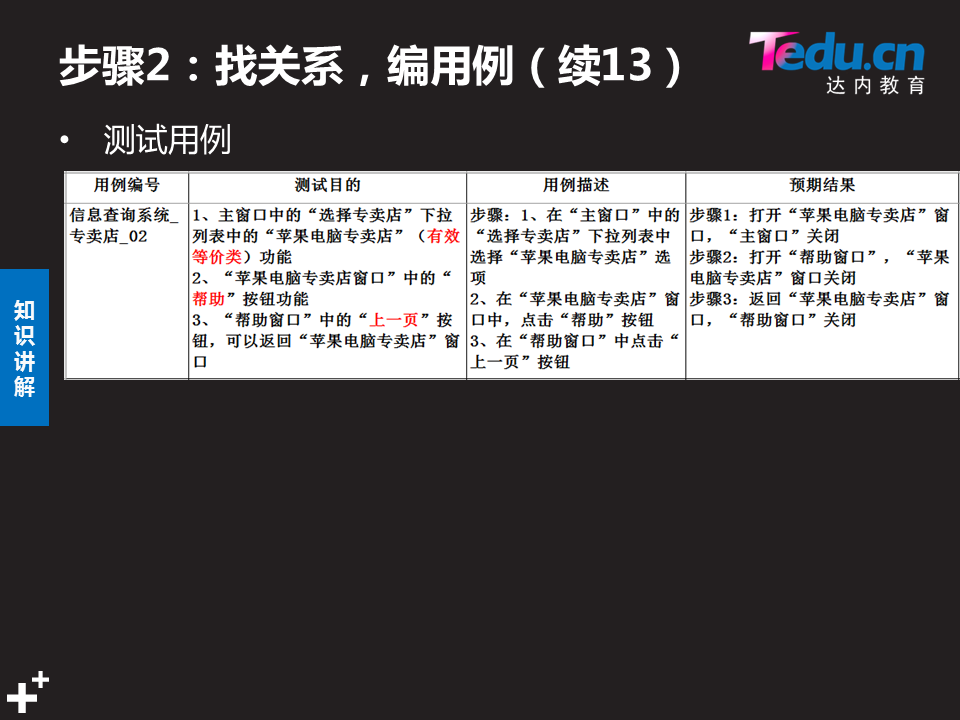 步骤2：找关系，编用例（续13）
Tedu.cn
达内教育
• 测试用例
用例编号 测试目的 用例描述 预期结果
信息查询系统_
专卖店_02
1、主窗口中的“选择专卖店”下拉
列表中的“苹果电脑专卖店”（有效
等价类）功能
2、“苹果电脑专卖店窗口”中的“
帮助”按钮功能
3、“帮助窗口”中的“上一页”按
钮，可以返回“苹果电脑专卖店”窗
口
步骤：1、在“主窗口”中的
“选择专卖店”下拉列表中
选择“苹果电脑专卖店”选
项
2、在“苹果电脑专卖店”窗
口中，点击“帮助”按钮
3、在“帮助窗口”中点击“
上一页”按钮
步骤1：打开“苹果电脑专卖店”窗
口，“主窗口”关闭
步骤2：打开“帮助窗口”，“苹果
电脑专卖店”窗口关闭
步骤3：返回“苹果电脑专卖店”窗
口，“帮助窗口”关闭
知
识
讲
解